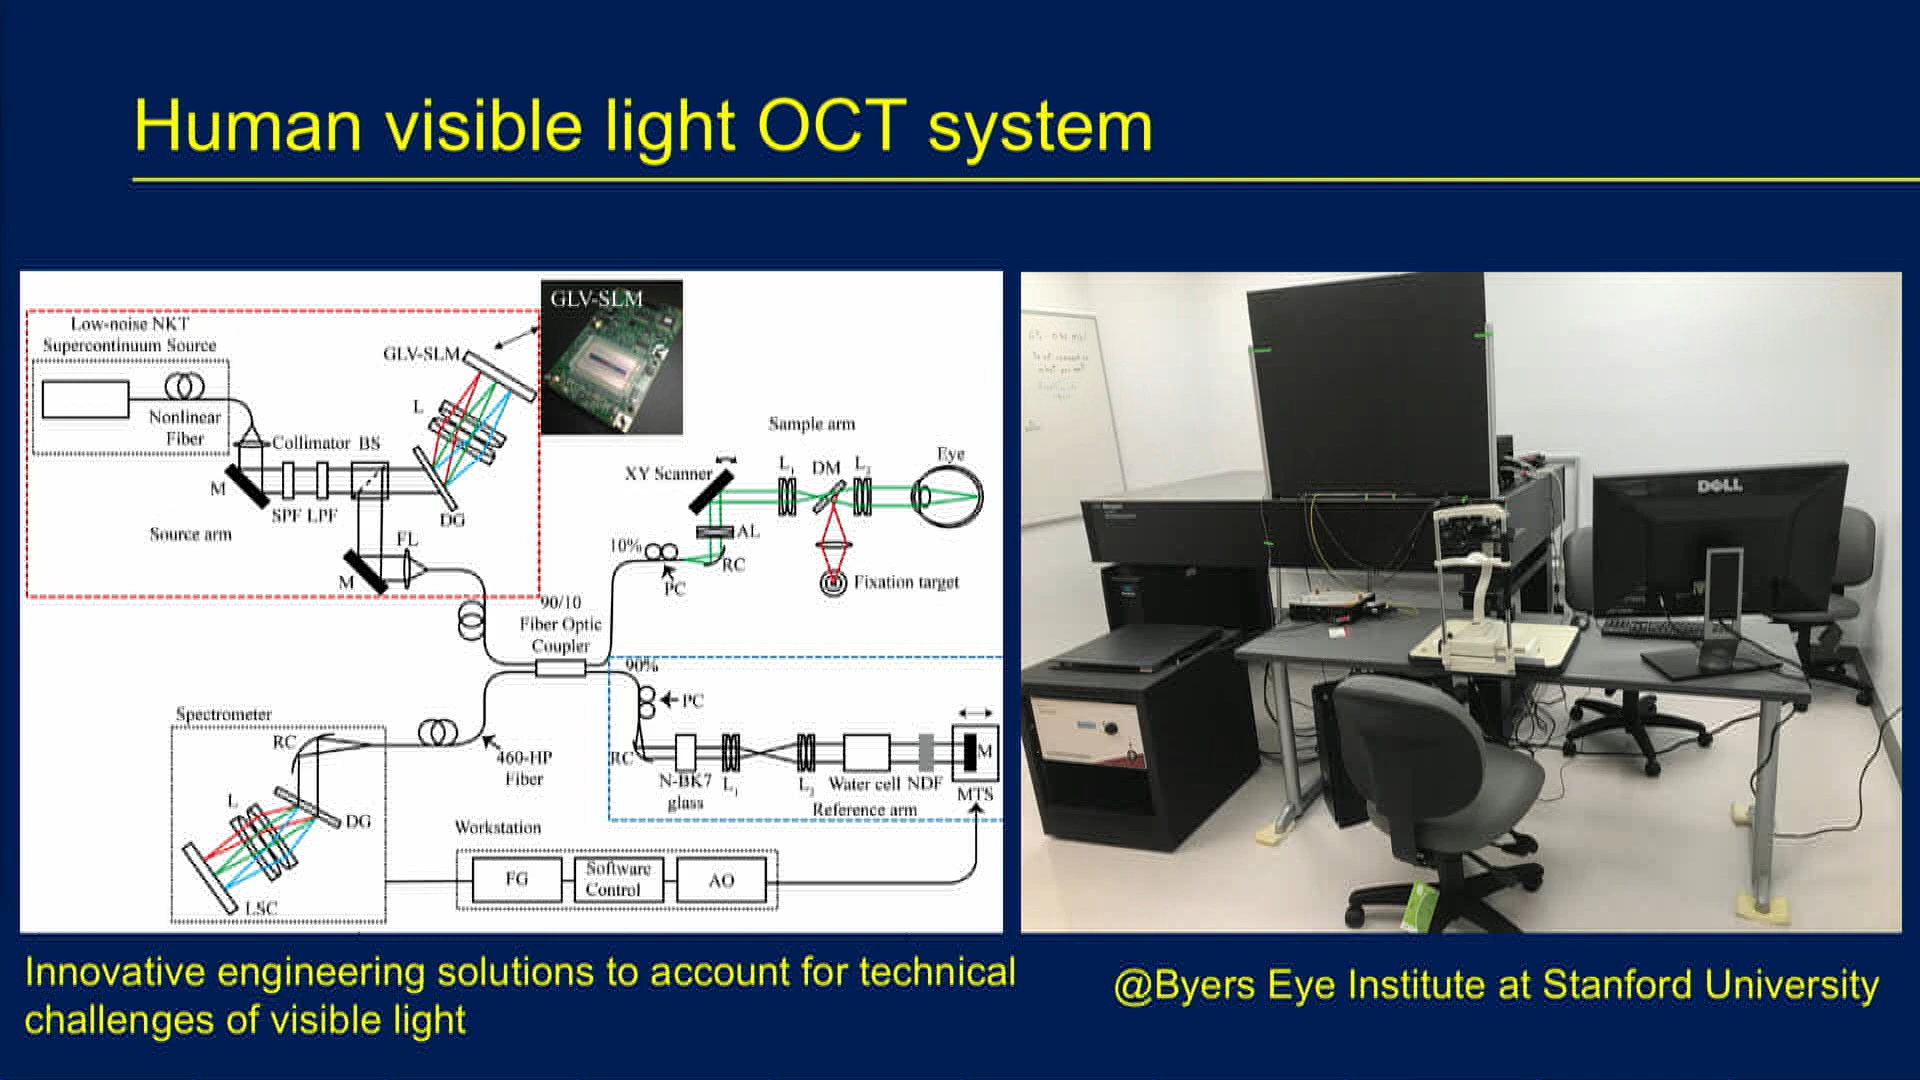 Human visible light OCT system
GLV-SLM
Low-noise NKT
Supercontinuum Source
GLV-SLM
Nonlinear
Fiber
L
Collimator
BS
M
SPF
LPF
DG
Source arm
FL
M
Sample arm
XY Scanner
L1
DM
L2
Eye
10%
AL
PC
RC
Fixation target
90/10
Fiber Optic
Coupler
90%
PC
RC
N-BK7
glass
L1
L2
Water cell
NDF
M
MTS
Reference arm
460-HP
Fiber
Spectrometer
RC
L
DG
LSC
Workstation
FG
Software
Control
AO
DELL
Innovative engineering solutions to account for technical
challenges of visible light
@Byers Eye Institute at Stanford University